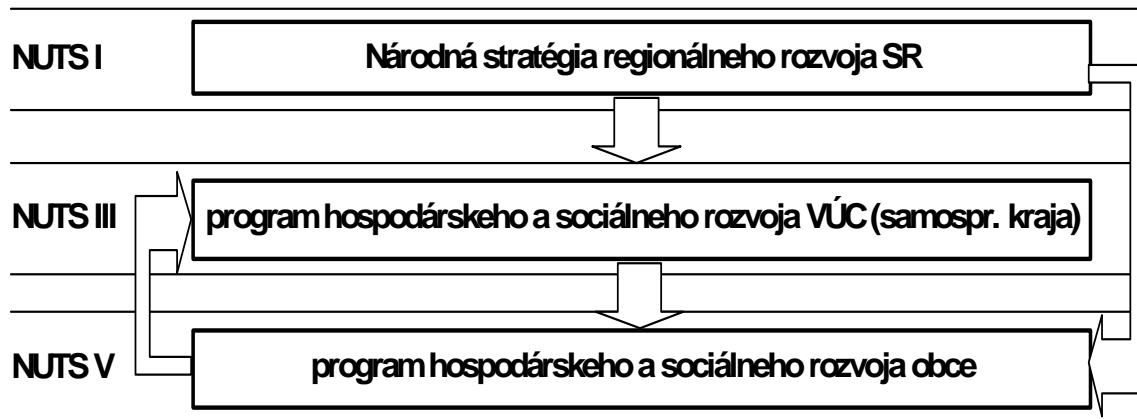 NUTS I Národná stratégia regionálneho rozvoja SR
NUTS III program hospodárskeho a sociálneho rozvoja VÚC (samospr. kraja)
NUTS V program hospodárskeho a sociálneho rozvoja obce